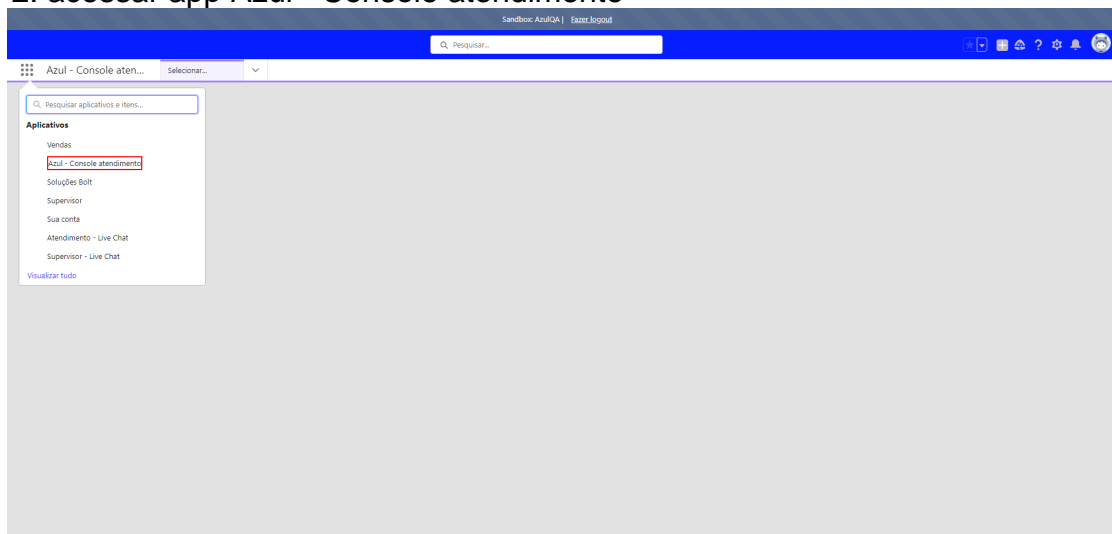 2. acessar app Azul - Console atendimento
Sandbox: AzulQA | Fazer logout
Pesquisar...
Azul - Console aten... Selecionar...
Pesquisar aplicativos e itens...
Aplicativos
Vendas
Azul - Console atendimento
Soluções Bolt
Supervisor
Sua conta
Atendimento - Live Chat
Supervisor - Live Chat
Visualizar tudo